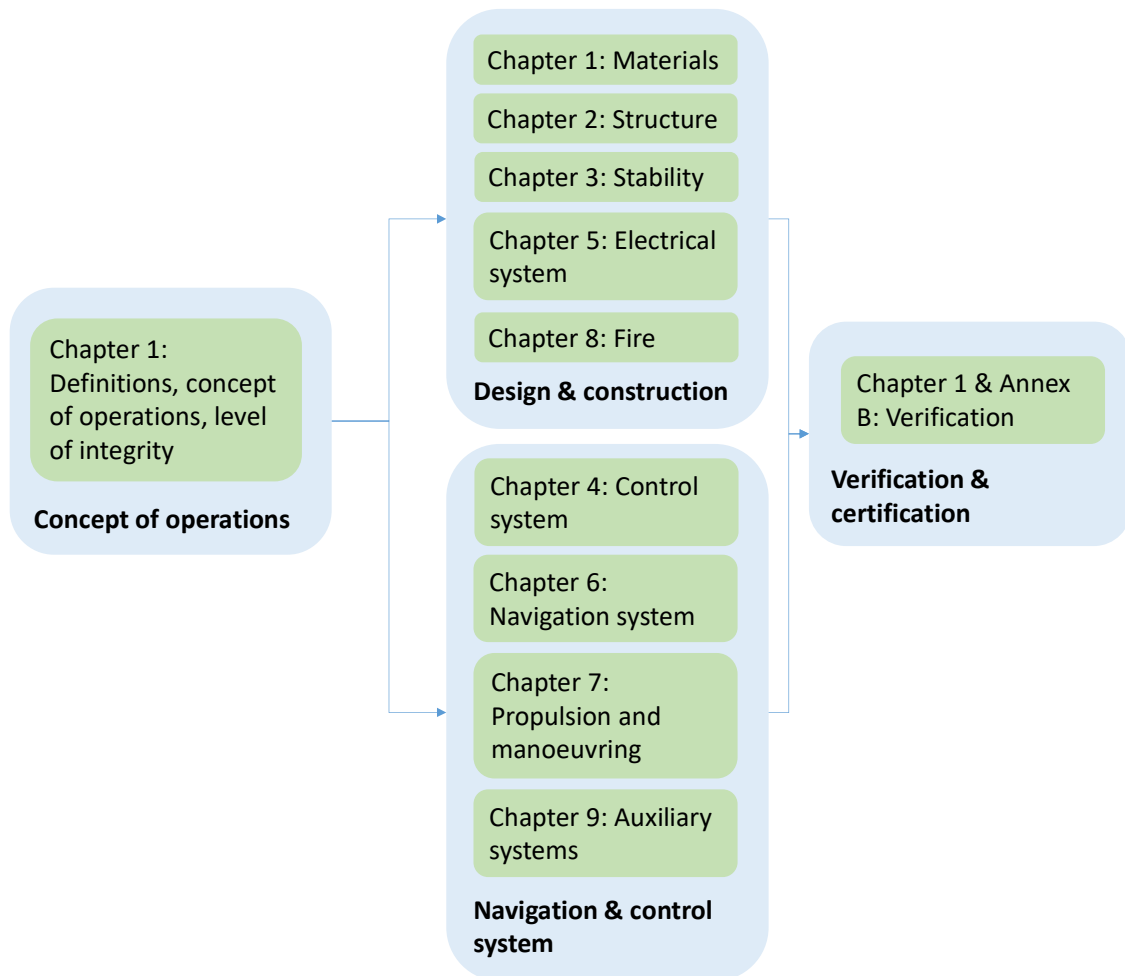 Chapter 1:
Definitions, concept
of operations, level
of integrity
Concept of operations
Chapter 1: Materials
Chapter 2: Structure
Chapter 3: Stability
Chapter 5: Electrical
system
Chapter 8: Fire
Design & construction
Chapter 4: Control
system
Chapter 6:
Navigation system
Chapter 7:
Propulsion and
manoeuvring
Chapter 9: Auxiliary
systems
Navigation & control
system
Chapter 1 & Annex
B: Verification
Verification &
certification